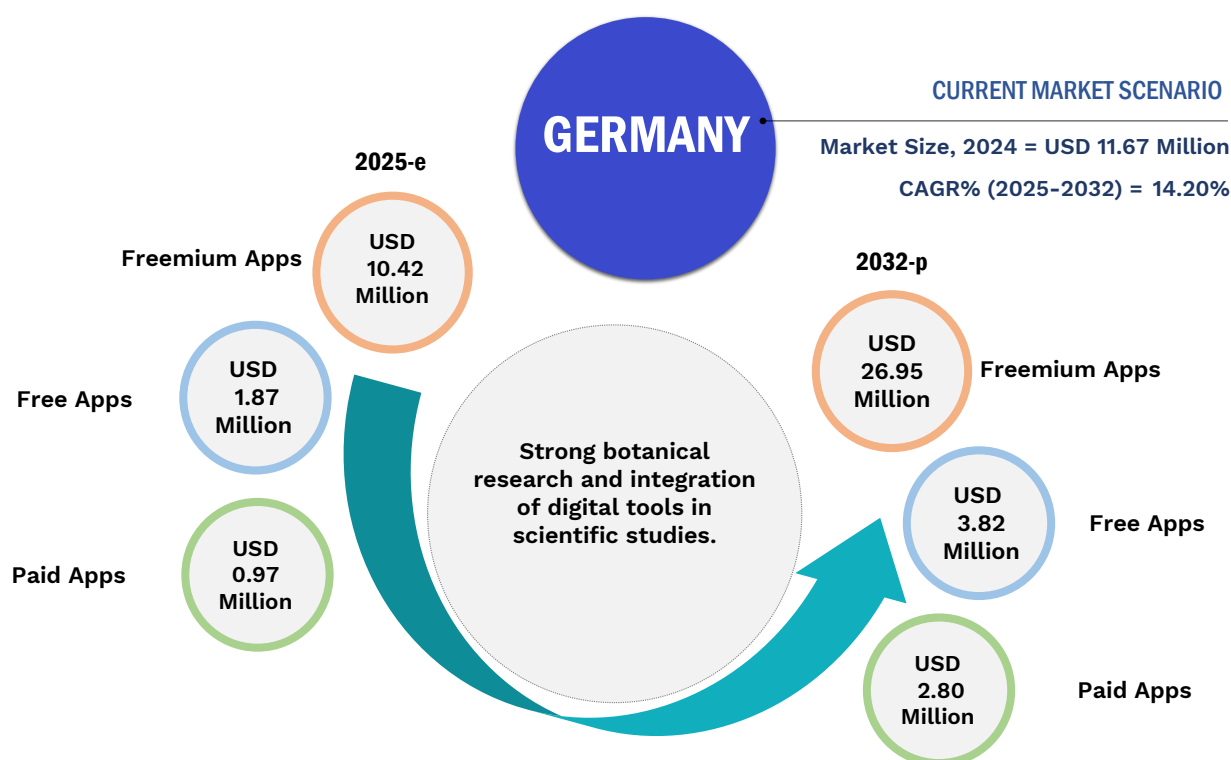 GERMANY
CURRENT MARKET SCENARIO
Market Size, 2024 = USD 11.67 Million
CAGR% (2025-2032) = 14.20%
2025-e
Freemium Apps
USD
10.42
Million
Free Apps
USD
1.87
Million
Paid Apps
USD
0.97
Million
Strong botanical
research and integration
of digital tools in
scientific studies.
2032-p
USD
26.95
Million
Freemium Apps
USD
3.82
Million
Free Apps
USD
2.80
Million
Paid Apps